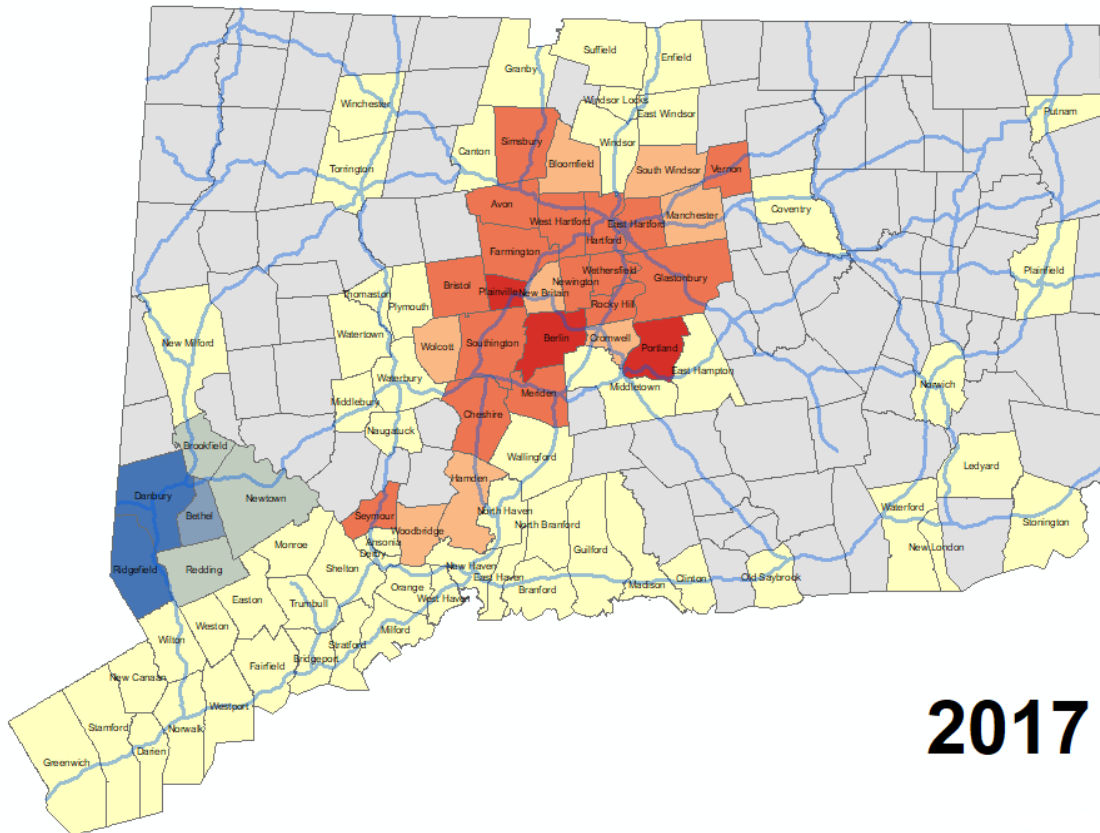 Suffield
Enfield
Granby
Windsor Locks
Winchester
East Windsor
Putnam
Simsbury
Windsor
Canton
Bloomfield
Torrington
South Windsor
Vernon
Avon
West Hartford
East Hartford
Manchester
Coventry
Hartford
Farmington
Wethersfield
Glastonbury
Plainfield
Bristol
Plainville
Newington
New Britain
Thomaston
Plymouth
Rocky Hill
Watertown
New Milford
Wolcott
Southington
Berlin
Cromwell
Portland
East Hampton
Waterbury
Middletown
Norwich
Meriden
Middlebury
Cheshire
Naugatuck
Brookfield
Wallingford
Ledyard
Hamden
Danbury
Newtown
Bethel
Seymour
North Haven
Waterford
Woodbridge
North Branford
Stonington
Ansonia
Monroe
Derby
Guilford
New London
Ridgefield
Redding
Shelton
New Haven
East Haven
Old Saybrook
Clinton
Madison
Orange
Branford
Easton
Trumbull
West Haven
Weston
Milford
Wilton
Stratford
Bridgeport
Fairfield
New Canaan
Westport
Stamford
Norwalk
Darien
Greenwich
2017